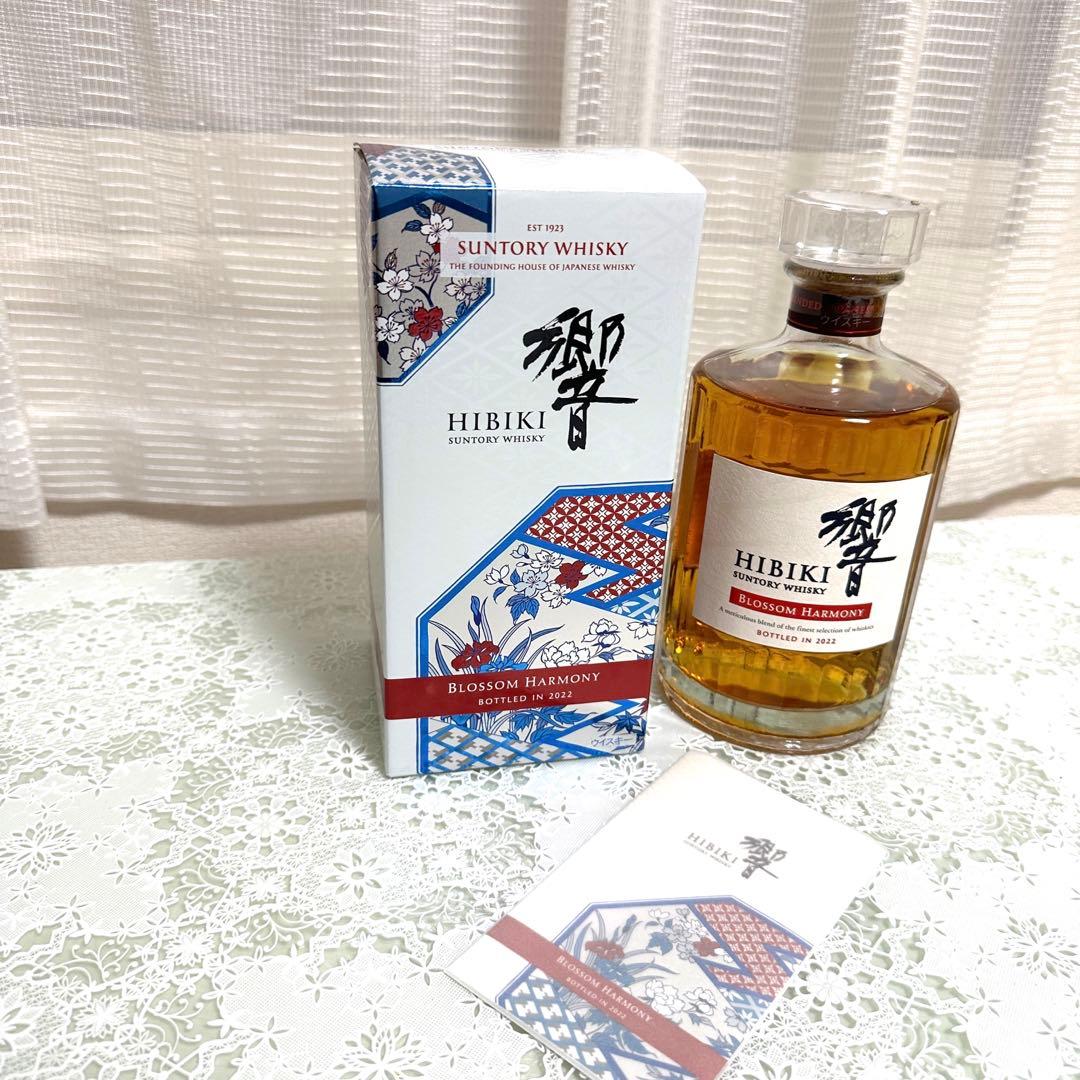 EST 1923
SUNTORY WHISKY
THE FOUNDING HOUSE OF JAPANESE WHISKY
響
HIBIKI
SUNTORY WHISKY
BLOSSOM HARMONY
BOTTLED IN 2022
ウイスキー
ウイスキー
響
HIBIKI
SUNTORY WHISKY
BLOSSOM HARMONY
A meticulous blend of the finest selection of whiskies
BOTTLED IN 2022
響
HIBIKI
SUNTORY WHISKY
BLOSSOM HARMONY
BOTTLED IN 2022